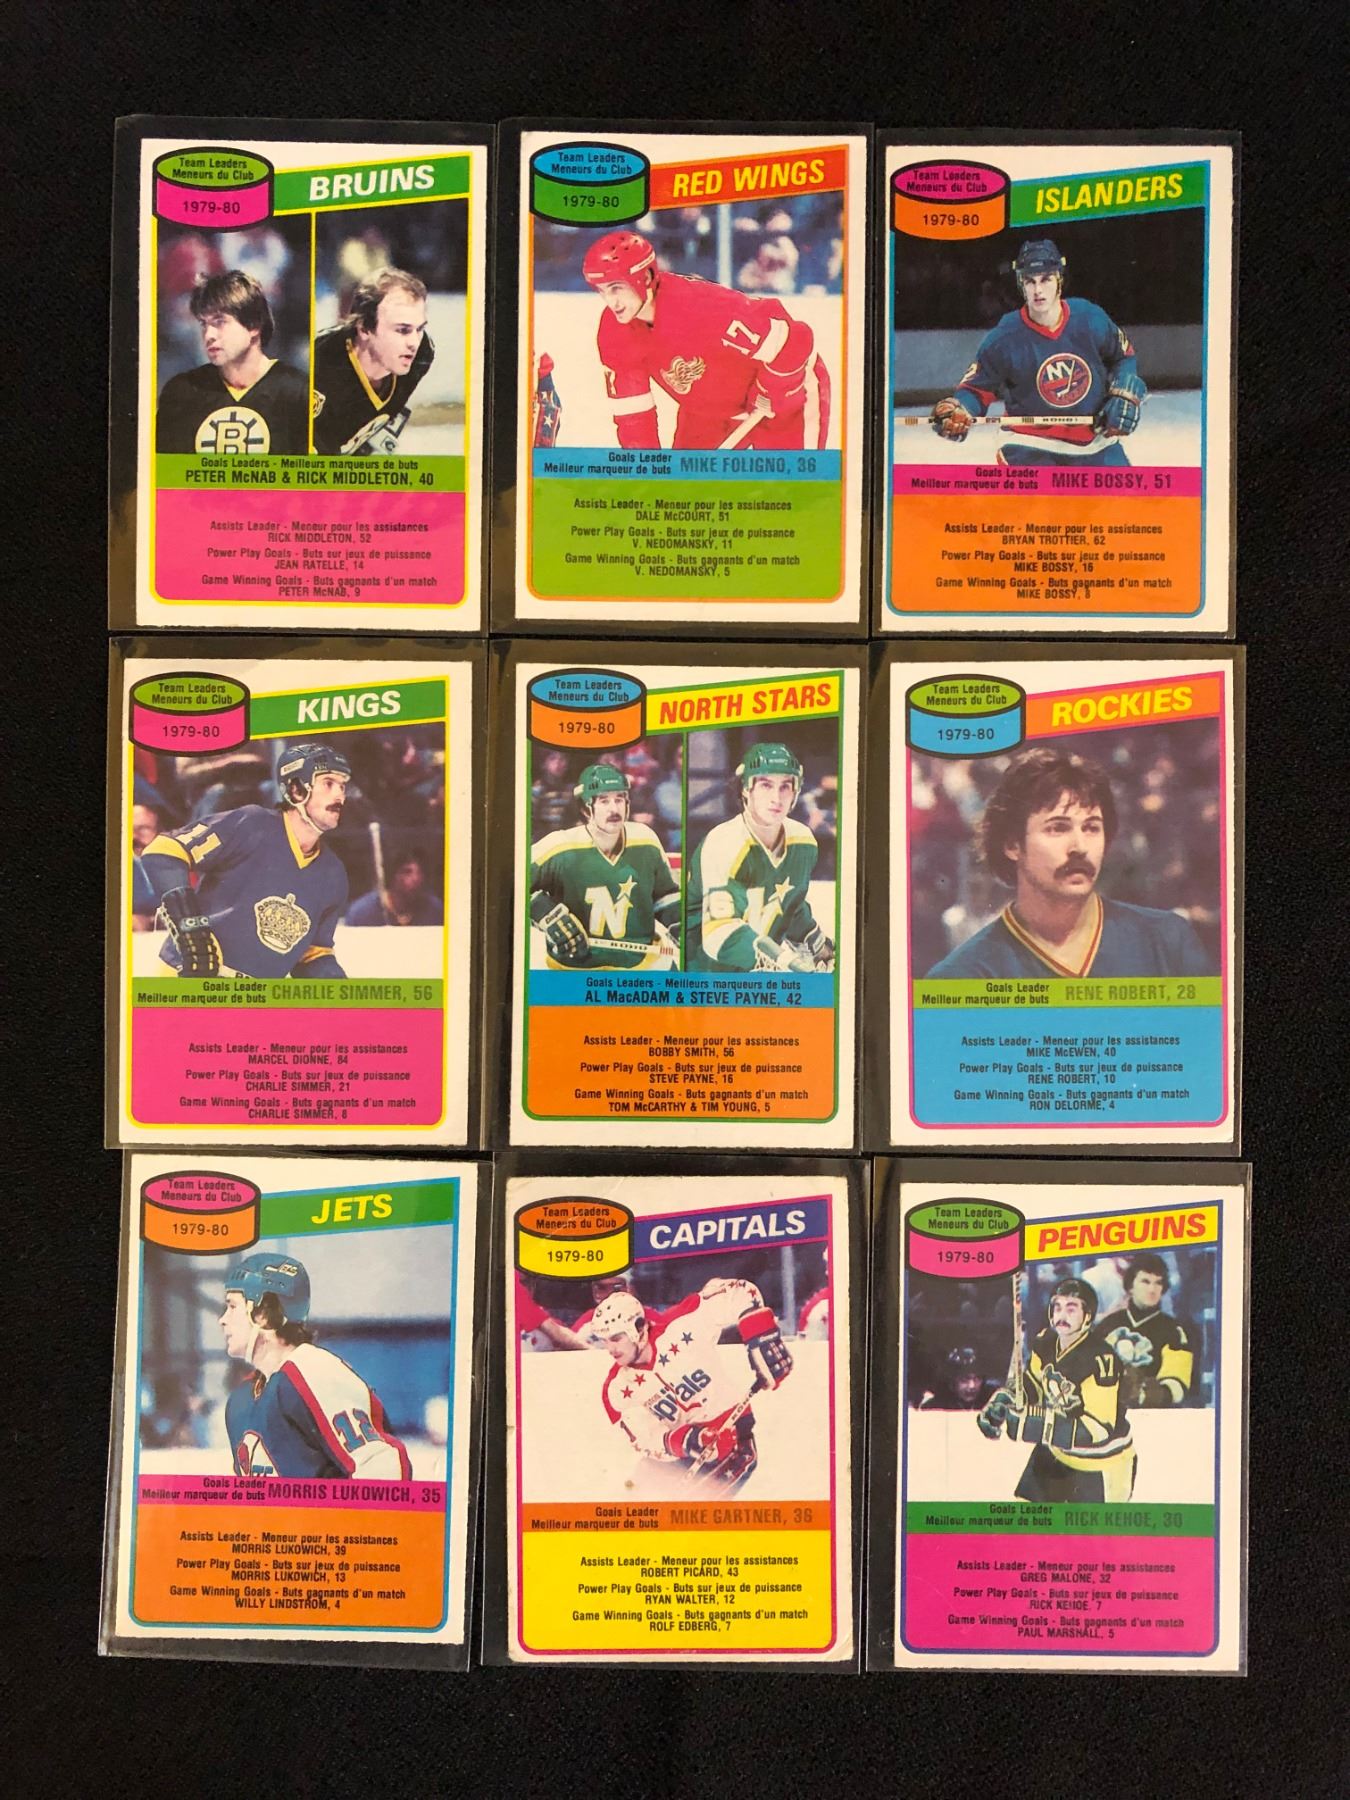 Team Leaders
Meneurs du Club
1979-80
BRUINS
B
Goals Leaders - Meilleurs marqueurs de buts
PETER McNAB & RICK MIDDLETON, 40
Assists Leader - Meneur pour les assistances
RICK MIDDLETON, 52
Power Play Goals - Buts sur jeux de puissance
JEAN RATELLE, 14
Game Winning Goals - Buts gagnants d'un match
PETER McNAB, 9
Team Leaders
Meneurs du Club
1979-80
RED WINGS
17
Goals Leader
Meilleur marqueur de buts
MIKE FOLIGNO, 36
Assists Leader - Meneur pour les assistances
DALE McCOURT, 51
Power Play Goals - Buts sur jeux de puissance
V. NEDOMANSKY, 11
Game Winning Goals - Buts gagnants d'un match
V. NEDOMANSKY, 5
Team Leaders
Meneurs du Club
1979-80
ISLANDERS
NY
KOHO
Goals Leader
Meilleur marqueur de buts
MIKE BOSSY, 51
Assists Leader - Meneur pour les assistances
BRYAN TROTTIER, 62
Power Play Goals - Buts sur jeux de puissance
MIKE BOSSY, 16
Game Winning Goals - Buts gagnants d'un match
MIKE BOSSY, 8
Team Leaders
Meneurs du Club
1979-80
KINGS
11
Goals Leader
Meilleur marqueur de buts
CHARLIE SIMMER, 56
Assists Leader - Meneur pour les assistances
MARCEL DIONNE, 84
Power Play Goals - Buts sur jeux de puissance
CHARLIE SIMMER, 21
Game Winning Goals - Buts gagnants d'un match
CHARLIE SIMMER, 8
Team Leaders
Meneurs du Club
1979-80
NORTH STARS
N
KOHO
Goals Leaders - Meilleurs marqueurs de buts
AL MacADAM & STEVE PAYNE, 42
Assists Leader - Meneur pour les assistances
BOBBY SMITH, 56
Power Play Goals - Buts sur jeux de puissance
STEVE PAYNE, 16
Game Winning Goals - Buts gagnants d'un match
TOM McCARTHY & TIM YOUNG, 5
Team Leaders
Meneurs du Club
1979-80
ROCKIES
Goals Leader
Meilleur marqueur de buts
RENE ROBERT, 28
Assists Leader - Meneur pour les assistances
MIKE McEWEN, 40
Power Play Goals - Buts sur jeux de puissance
RENE ROBERT, 10
Game Winning Goals - Buts gagnants d'un match
RON DELORME, 4
Team Leaders
Meneurs du Club
1979-80
JETS
12
Goals Leader
Meilleur marqueur de buts
MORRIS LUKOWICH, 35
Assists Leader - Meneur pour les assistances
MORRIS LUKOWICH, 39
Power Play Goals - Buts sur jeux de puissance
MORRIS LUKOWICH, 13
Game Winning Goals - Buts gagnants d'un match
WILLY LINDSTROM, 4
Team Leaders
Meneurs du Club
1979-80
CAPITALS
Goals Leader
Meilleur marqueur de buts
MIKE GARTNER, 36
Assists Leader - Meneur pour les assistances
ROBERT PICARD, 43
Power Play Goals - Buts sur jeux de puissance
RYAN WALTER, 12
Game Winning Goals - Buts gagnants d'un match
ROLF EDBERG, 7
Team Leaders
Meneurs du Club
1979-80
PENGUINS
17
1
Goals Leader
Meilleur marqueur de buts
RICK KEHOE, 30
Assists Leader - Meneur pour les assistances
GREG MALONE, 32
Power Play Goals - Buts sur jeux de puissance
RICK KEHOE, 7
Game Winning Goals - Buts gagnants d'un match
PAUL MARSHALL, 5